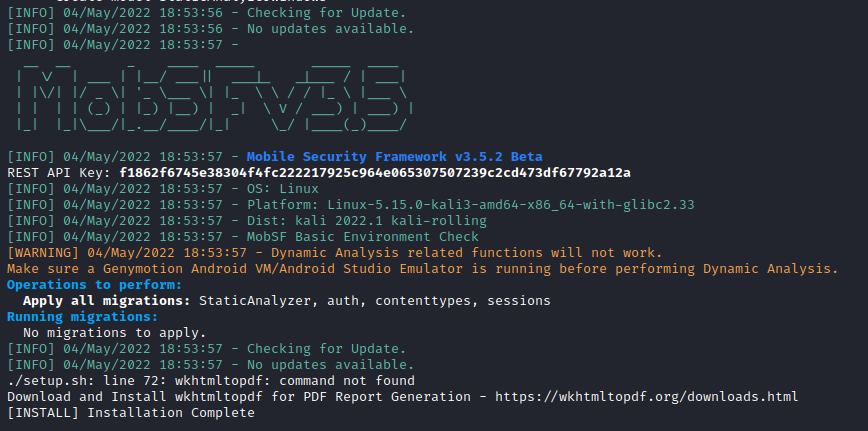 [INFO] 04/May/2022 18:53:56 - Checking for Update.
[INFO] 04/May/2022 18:53:56 - No updates available.
[INFO] 04/May/2022 18:53:57 -
MobSF v3.5
[INFO] 04/May/2022 18:53:57 - Mobile Security Framework v3.5.2 Beta
REST API Key: f1862f6745e38304f4fc222217925c964e065307507239c2cd473df67792a12a
[INFO] 04/May/2022 18:53:57 - OS: Linux
[INFO] 04/May/2022 18:53:57 - Platform: Linux-5.15.0-kali3-amd64-x86_64-with-glibc2.33
[INFO] 04/May/2022 18:53:57 - Dist: kali 2022.1 kali-rolling
[INFO] 04/May/2022 18:53:57 - MobSF Basic Environment Check
[WARNING] 04/May/2022 18:53:57 - Dynamic Analysis related functions will not work.
Make sure a Genymotion Android VM/Android Studio Emulator is running before performing Dynamic Analysis.
Operations to perform:
  Apply all migrations: StaticAnalyzer, auth, contenttypes, sessions
Running migrations:
  No migrations to apply.
[INFO] 04/May/2022 18:53:57 - Checking for Update.
[INFO] 04/May/2022 18:53:57 - No updates available.
./setup.sh: line 72: wkhtmltopdf: command not found
Download and Install wkhtmltopdf for PDF Report Generation - https://wkhtmltopdf.org/downloads.html
[INSTALL] Installation Complete